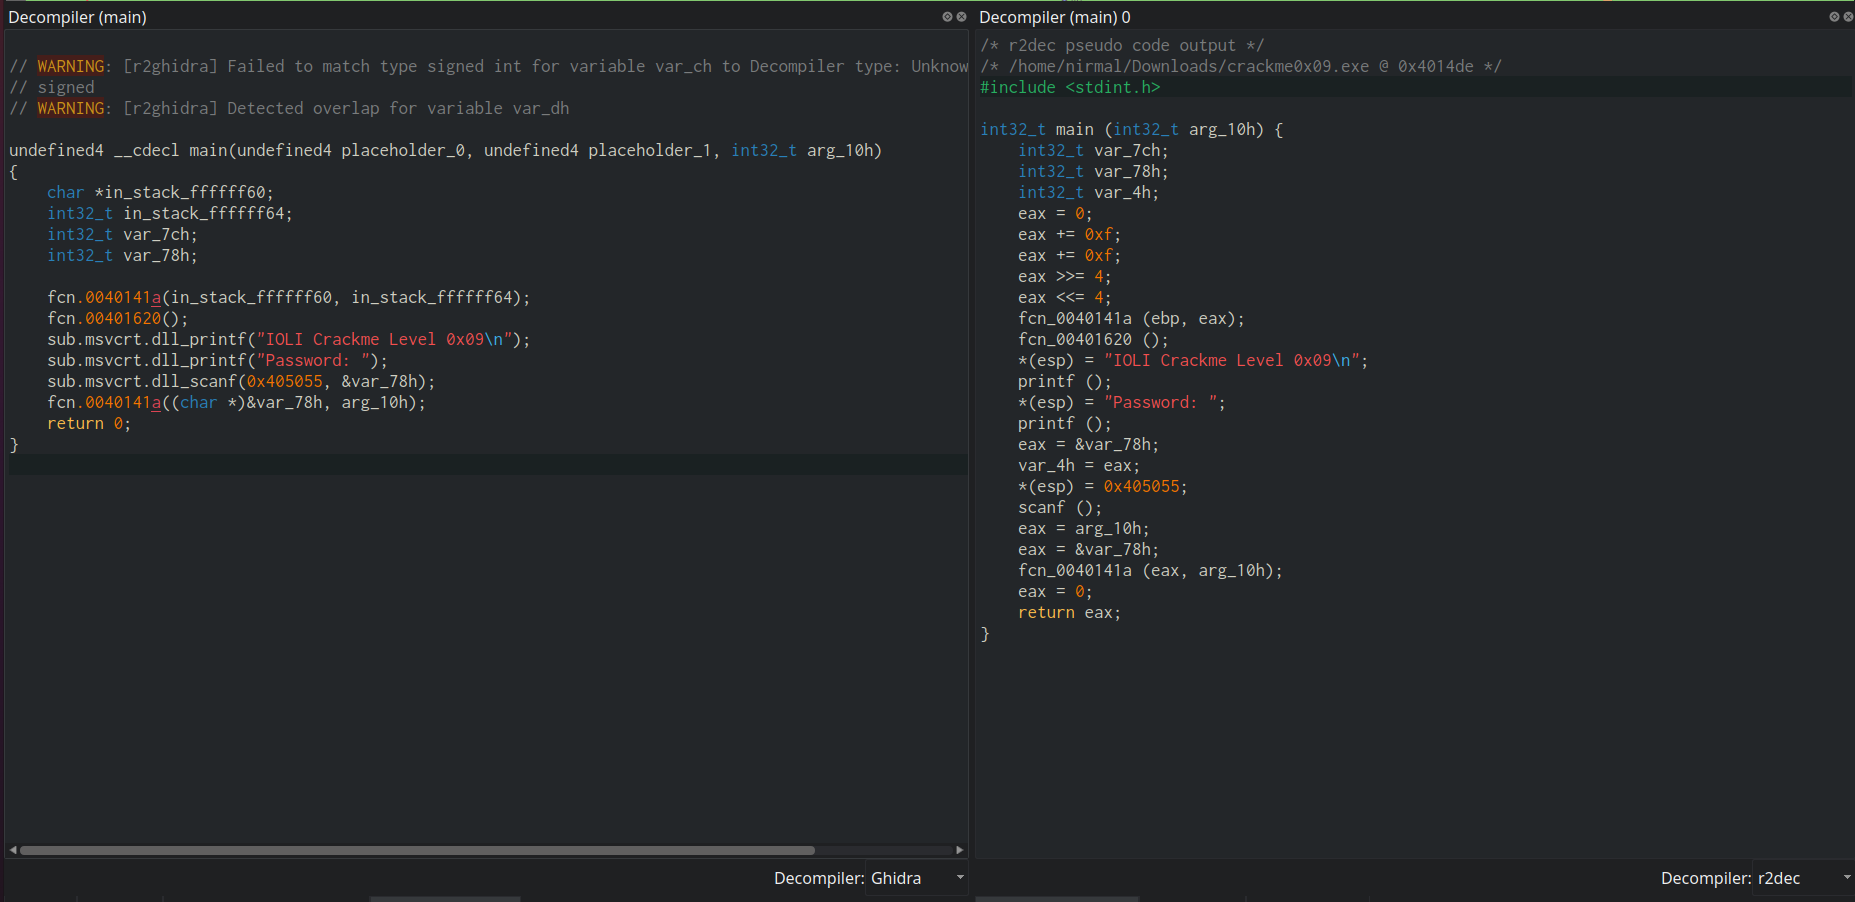 Decompiler (main)
// WARNING: [r2ghidra] Failed to match type signed int for variable var_ch to Decompiler type: Unknow
// signed
// WARNING: [r2ghidra] Detected overlap for variable var_dh
undefined4 __cdecl main(undefined4 placeholder_0, undefined4 placeholder_1, int32_t arg_10h)
{
    char *in_stack_ffffff60;
    int32_t in_stack_ffffff64;
    int32_t var_7ch;
    int32_t var_78h;
    fcn.0040141a(in_stack_ffffff60, in_stack_ffffff64);
    fcn.00401620();
    sub.msvcrt.dll_printf("IOLI Crackme Level 0x09\n");
    sub.msvcrt.dll_printf("Password: ");
    sub.msvcrt.dll_scanf(0x405055, &var_78h);
    fcn.0040141a((char *)&var_78h, arg_10h);
    return 0;
}
Decompiler: Ghidra
Decompiler (main) 0
/* r2dec pseudo code output */
/* /home/nirmal/Downloads/crackme0x09.exe @ 0x4014de */
#include <stdint.h>
int32_t main (int32_t arg_10h) {
    int32_t var_7ch;
    int32_t var_78h;
    int32_t var_4h;
    eax = 0;
    eax += 0xf;
    eax += 0xf;
    eax >>= 4;
    eax <<= 4;
    fcn_0040141a (ebp, eax);
    fcn_00401620 ();
    *(esp) = "IOLI Crackme Level 0x09\n";
    printf ();
    *(esp) = "Password: ";
    printf ();
    eax = &var_78h;
    var_4h = eax;
    *(esp) = 0x405055;
    scanf ();
    eax = arg_10h;
    eax = &var_78h;
    fcn_0040141a (eax, arg_10h);
    eax = 0;
    return eax;
}
Decompiler: r2dec